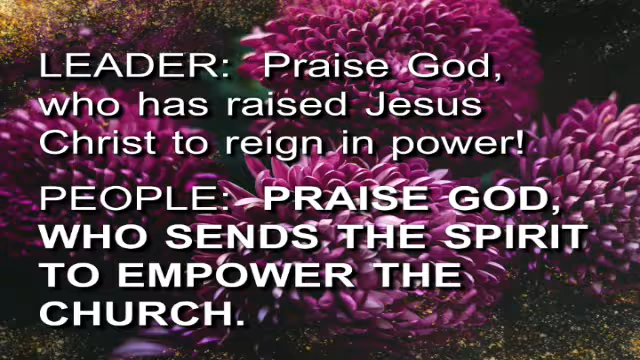 LEADER: Praise God,
who has raised Jesus
Christ to reign in power!
PEOPLE: PRAISE GOD,
WHO SENDS THE SPIRIT
TO EMPOWER THE
CHURCH.